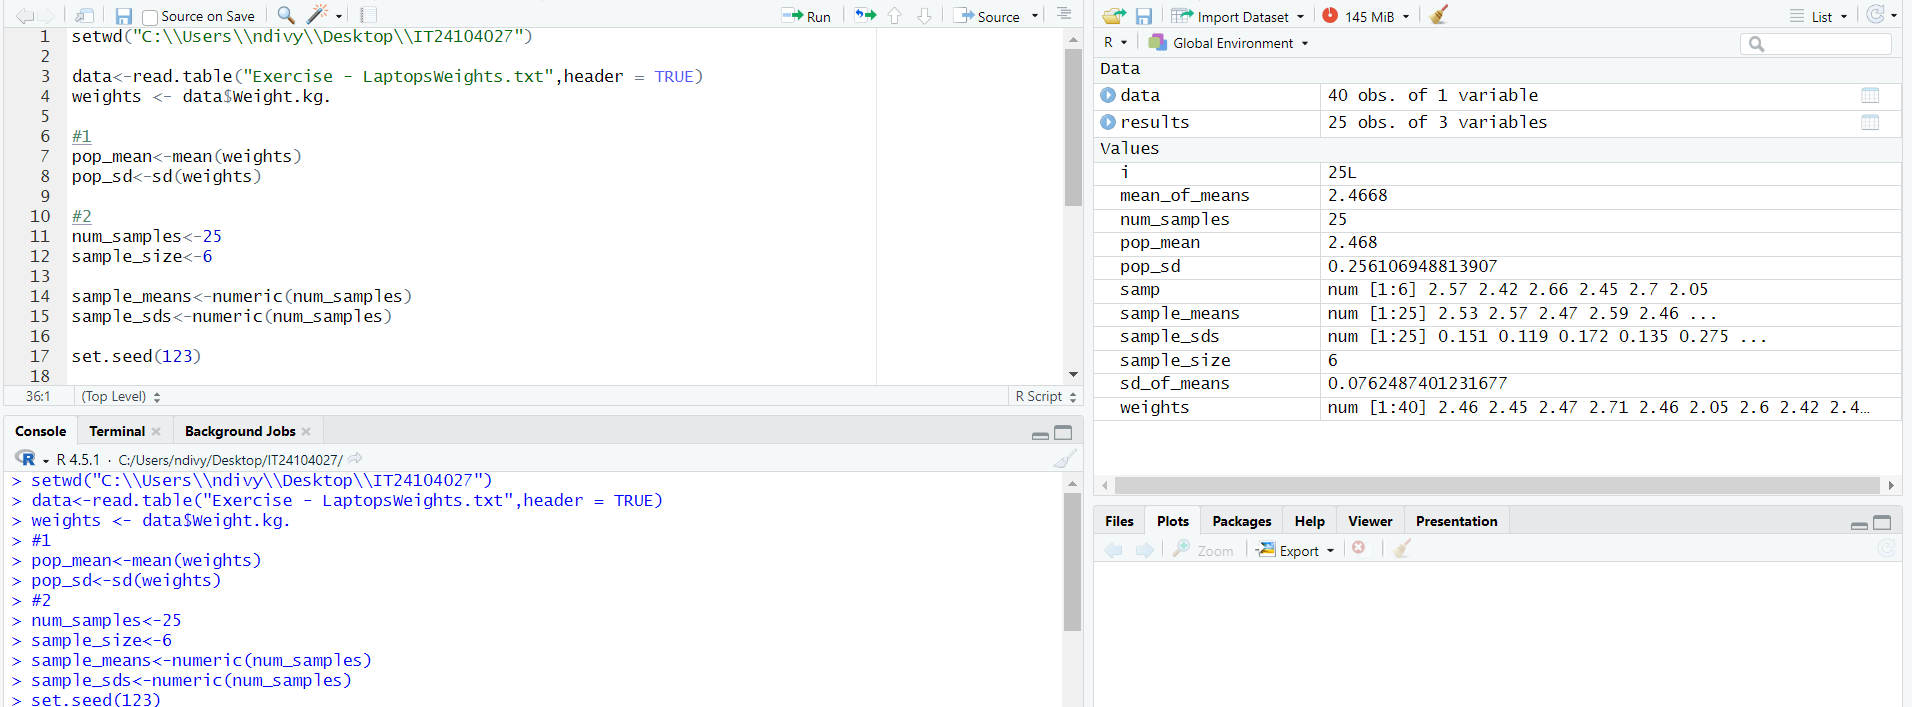 Source on Save
Run
Source
1 setwd("C:\\Users\\ndivy\\Desktop\\IT24104027")
2
3 data<-read.table("Exercise - LaptopsWeights.txt",header = TRUE)
4 weights <- data$Weight.kg.
5
6 #1
7 pop_mean<-mean(weights)
8 pop_sd<-sd(weights)
9
10 #2
11 num_samples<-25
12 sample_size<-6
13
14 sample_means<-numeric(num_samples)
15 sample_sds<-numeric(num_samples)
16
17 set.seed(123)
18
36:1 (Top Level) R Script
Console Terminal Background Jobs
R R 4.5.1 · C:/Users/ndivy/Desktop/IT24104027/
> setwd("C:\\Users\\ndivy\\Desktop\\IT24104027")
> data<-read.table("Exercise - LaptopsWeights.txt",header = TRUE)
> weights <- data$Weight.kg.
> #1
> pop_mean<-mean(weights)
> pop_sd<-sd(weights)
> #2
> num_samples<-25
> sample_size<-6
> sample_means<-numeric(num_samples)
> sample_sds<-numeric(num_samples)
> set.seed(123)
Import Dataset 145 MiB List
R Global Environment
Data
data 40 obs. of 1 variable
results 25 obs. of 3 variables
Values
i 25L
mean_of_means 2.4668
num_samples 25
pop_mean 2.468
pop_sd 0.256106948813907
samp num [1:6] 2.57 2.42 2.66 2.45 2.7 2.05
sample_means num [1:25] 2.53 2.57 2.47 2.59 2.46 ...
sample_sds num [1:25] 0.151 0.119 0.172 0.135 0.275 ...
sample_size 6
sd_of_means 0.0762487401231677
weights num [1:40] 2.46 2.45 2.47 2.71 2.46 2.05 2.6 2.42 2.4…
Files Plots Packages Help Viewer Presentation
Zoom Export